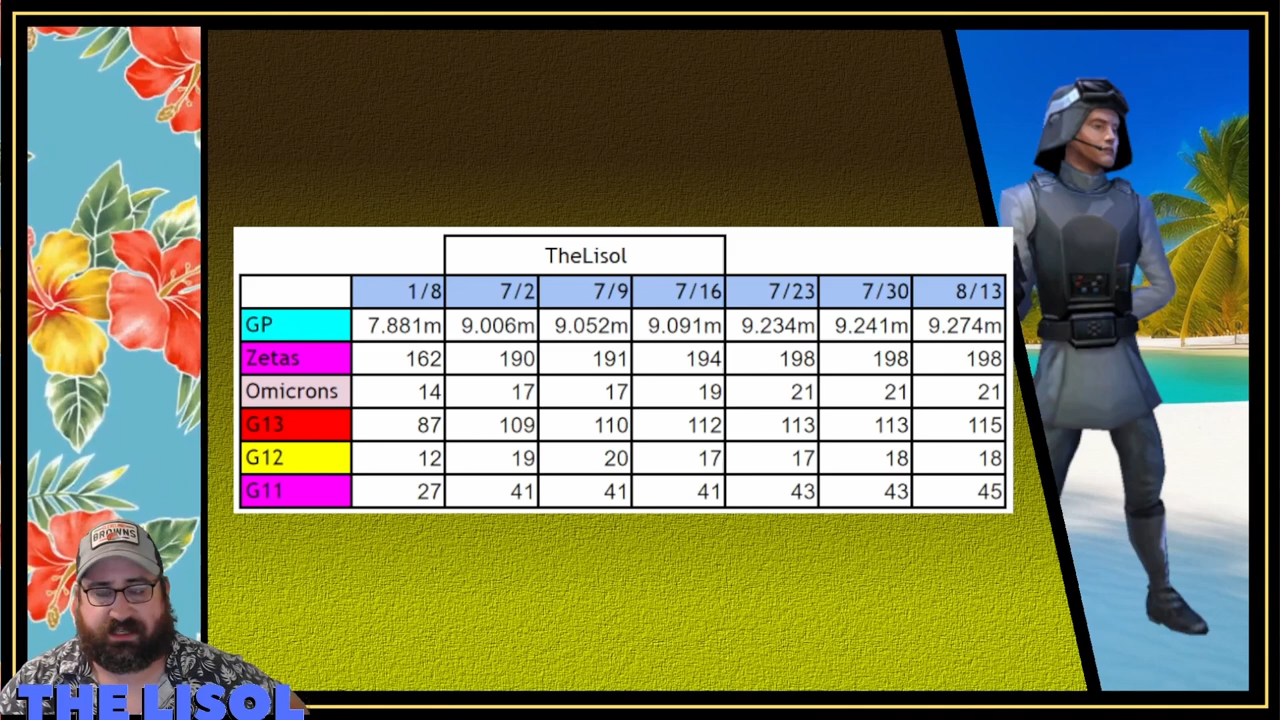 TheLisol
1/8 7/2 7/9 7/16 7/23 7/30 8/13
GP 7.881m 9.006m 9.052m 9.091m 9.234m 9.241m 9.274m
Zetas 162 190 191 194 198 198 198
Omicrons 14 17 17 19 21 21 21
G13 87 109 110 112 113 113 115
G12 12 19 20 17 17 18 18
G11 27 41 41 41 43 43 45
BROWNS
THE LISOL